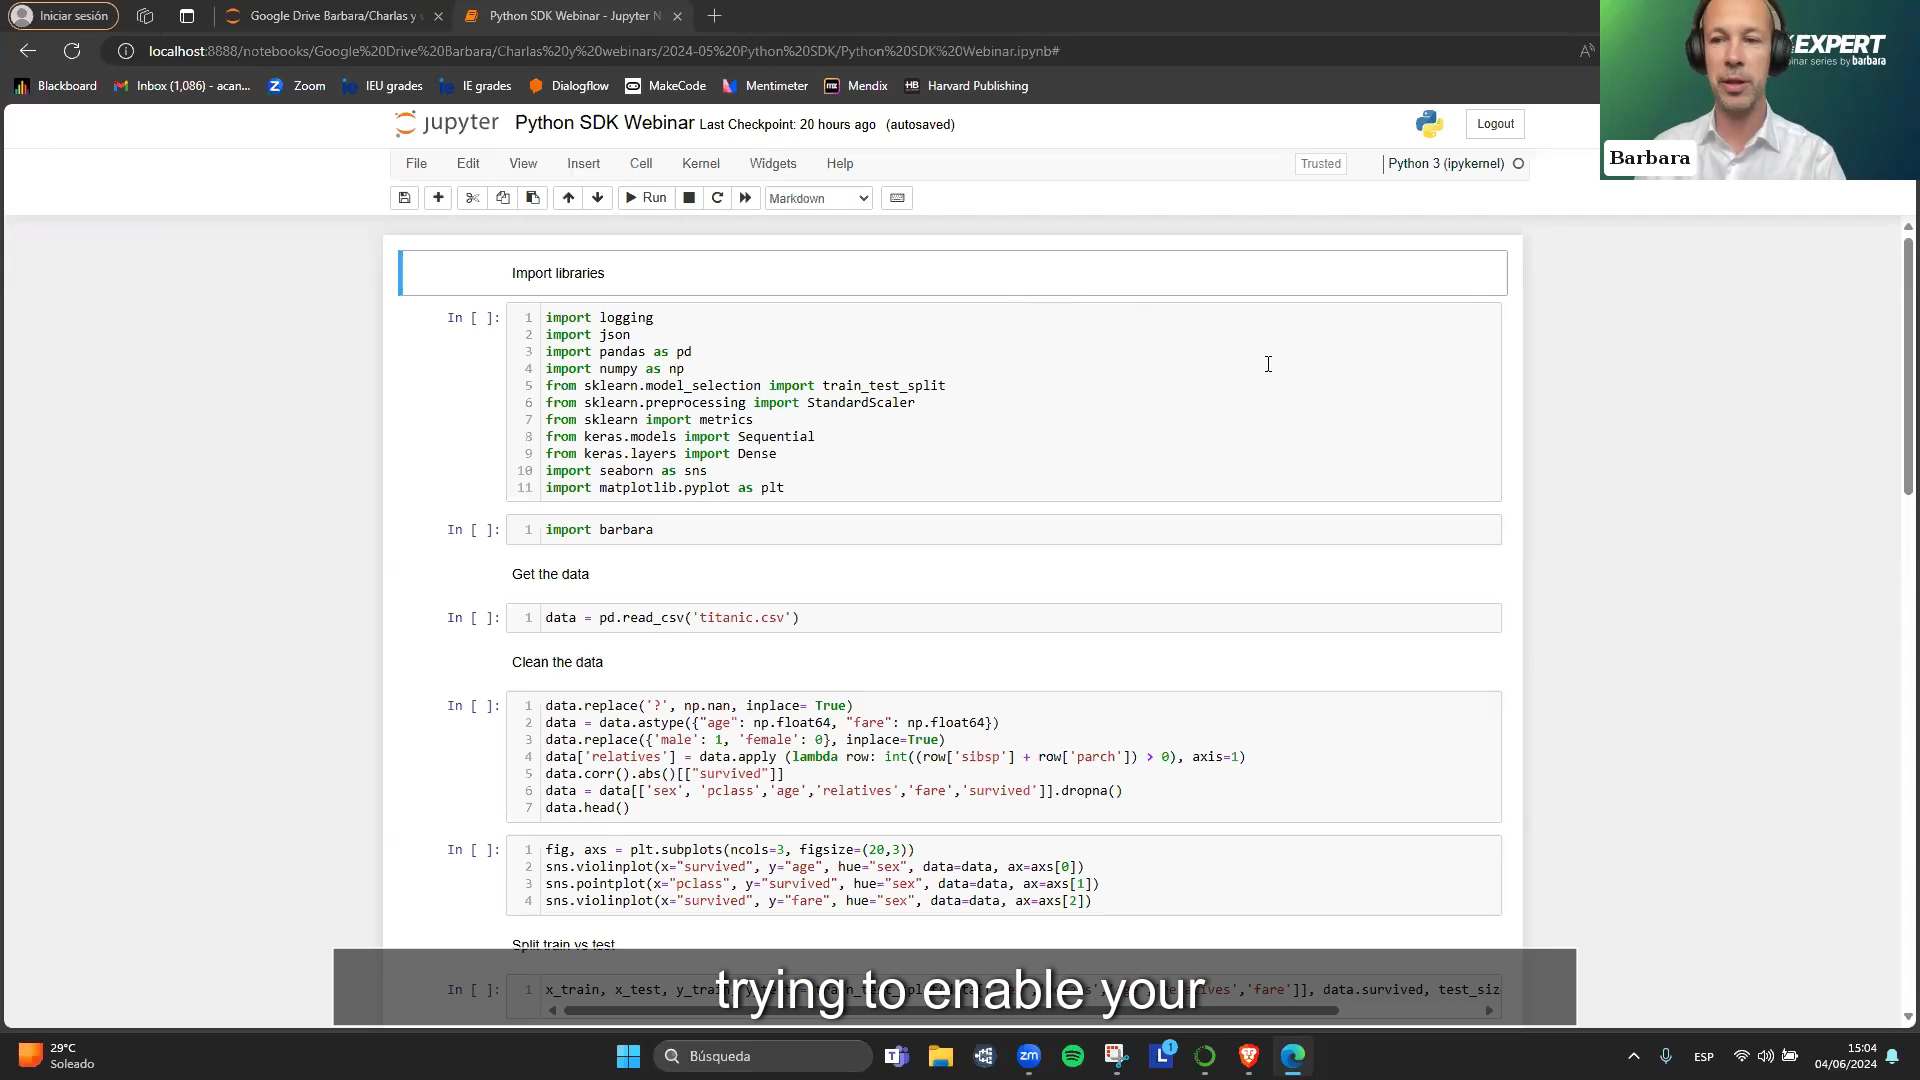 Iniciar sesión
Google Drive Barbara/Charlas y
Python SDK Webinar - Jupyter N
localhost:8888/notebooks/Google%20Drive%20Barbara/Charlas%20y%20webinars/2024-05%20Python%20SDK/Python%20SDK%20Webinar.ipynb#
EXPERT
inar series by barbara
Barbara
Blackboard
Inbox (1,086) - acan...
Zoom
IEU grades
IE grades
Dialogflow
MakeCode
Mentimeter
Mendix
HB Harvard Publishing
jupyter Python SDK Webinar Last Checkpoint: 20 hours ago (autosaved)
Logout
File Edit View Insert Cell Kernel Widgets Help
Trusted
Python 3 (ipykernel)
Run
Markdown
Import libraries
In [ ]:
1 import logging
2 import json
3 import pandas as pd
4 import numpy as np
5 from sklearn.model_selection import train_test_split
6 from sklearn.preprocessing import StandardScaler
7 from sklearn import metrics
8 from keras.models import Sequential
9 from keras.layers import Dense
10 import seaborn as sns
11 import matplotlib.pyplot as plt
In [ ]:
1 import barbara
Get the data
In [ ]:
1 data = pd.read_csv('titanic.csv')
Clean the data
In [ ]:
1 data.replace('?', np.nan, inplace= True)
2 data = data.astype({"age": np.float64, "fare": np.float64})
3 data.replace({'male': 1, 'female': 0}, inplace=True)
4 data['relatives'] = data.apply (lambda row: int((row['sibsp'] + row['parch']) > 0), axis=1)
5 data.corr().abs()[["survived"]]
6 data = data[['sex', 'pclass','age','relatives','fare','survived']].dropna()
7 data.head()
In [ ]:
1 fig, axs = plt.subplots(ncols=3, figsize=(20,3))
2 sns.violinplot(x="survived", y="age", hue="sex", data=data, ax=axs[0])
3 sns.pointplot(x="pclass", y="survived", hue="sex", data=data, ax=axs[1])
4 sns.violinplot(x="survived", y="fare", hue="sex", data=data, ax=axs[2])
Split train vs test
In [ ]:
1 x_train, x_test, y_train, 'fare']], data.survived, test_siz
trying to enable your
29°C
Soleado
Búsqueda
1
ESP
15:04
04/06/2024